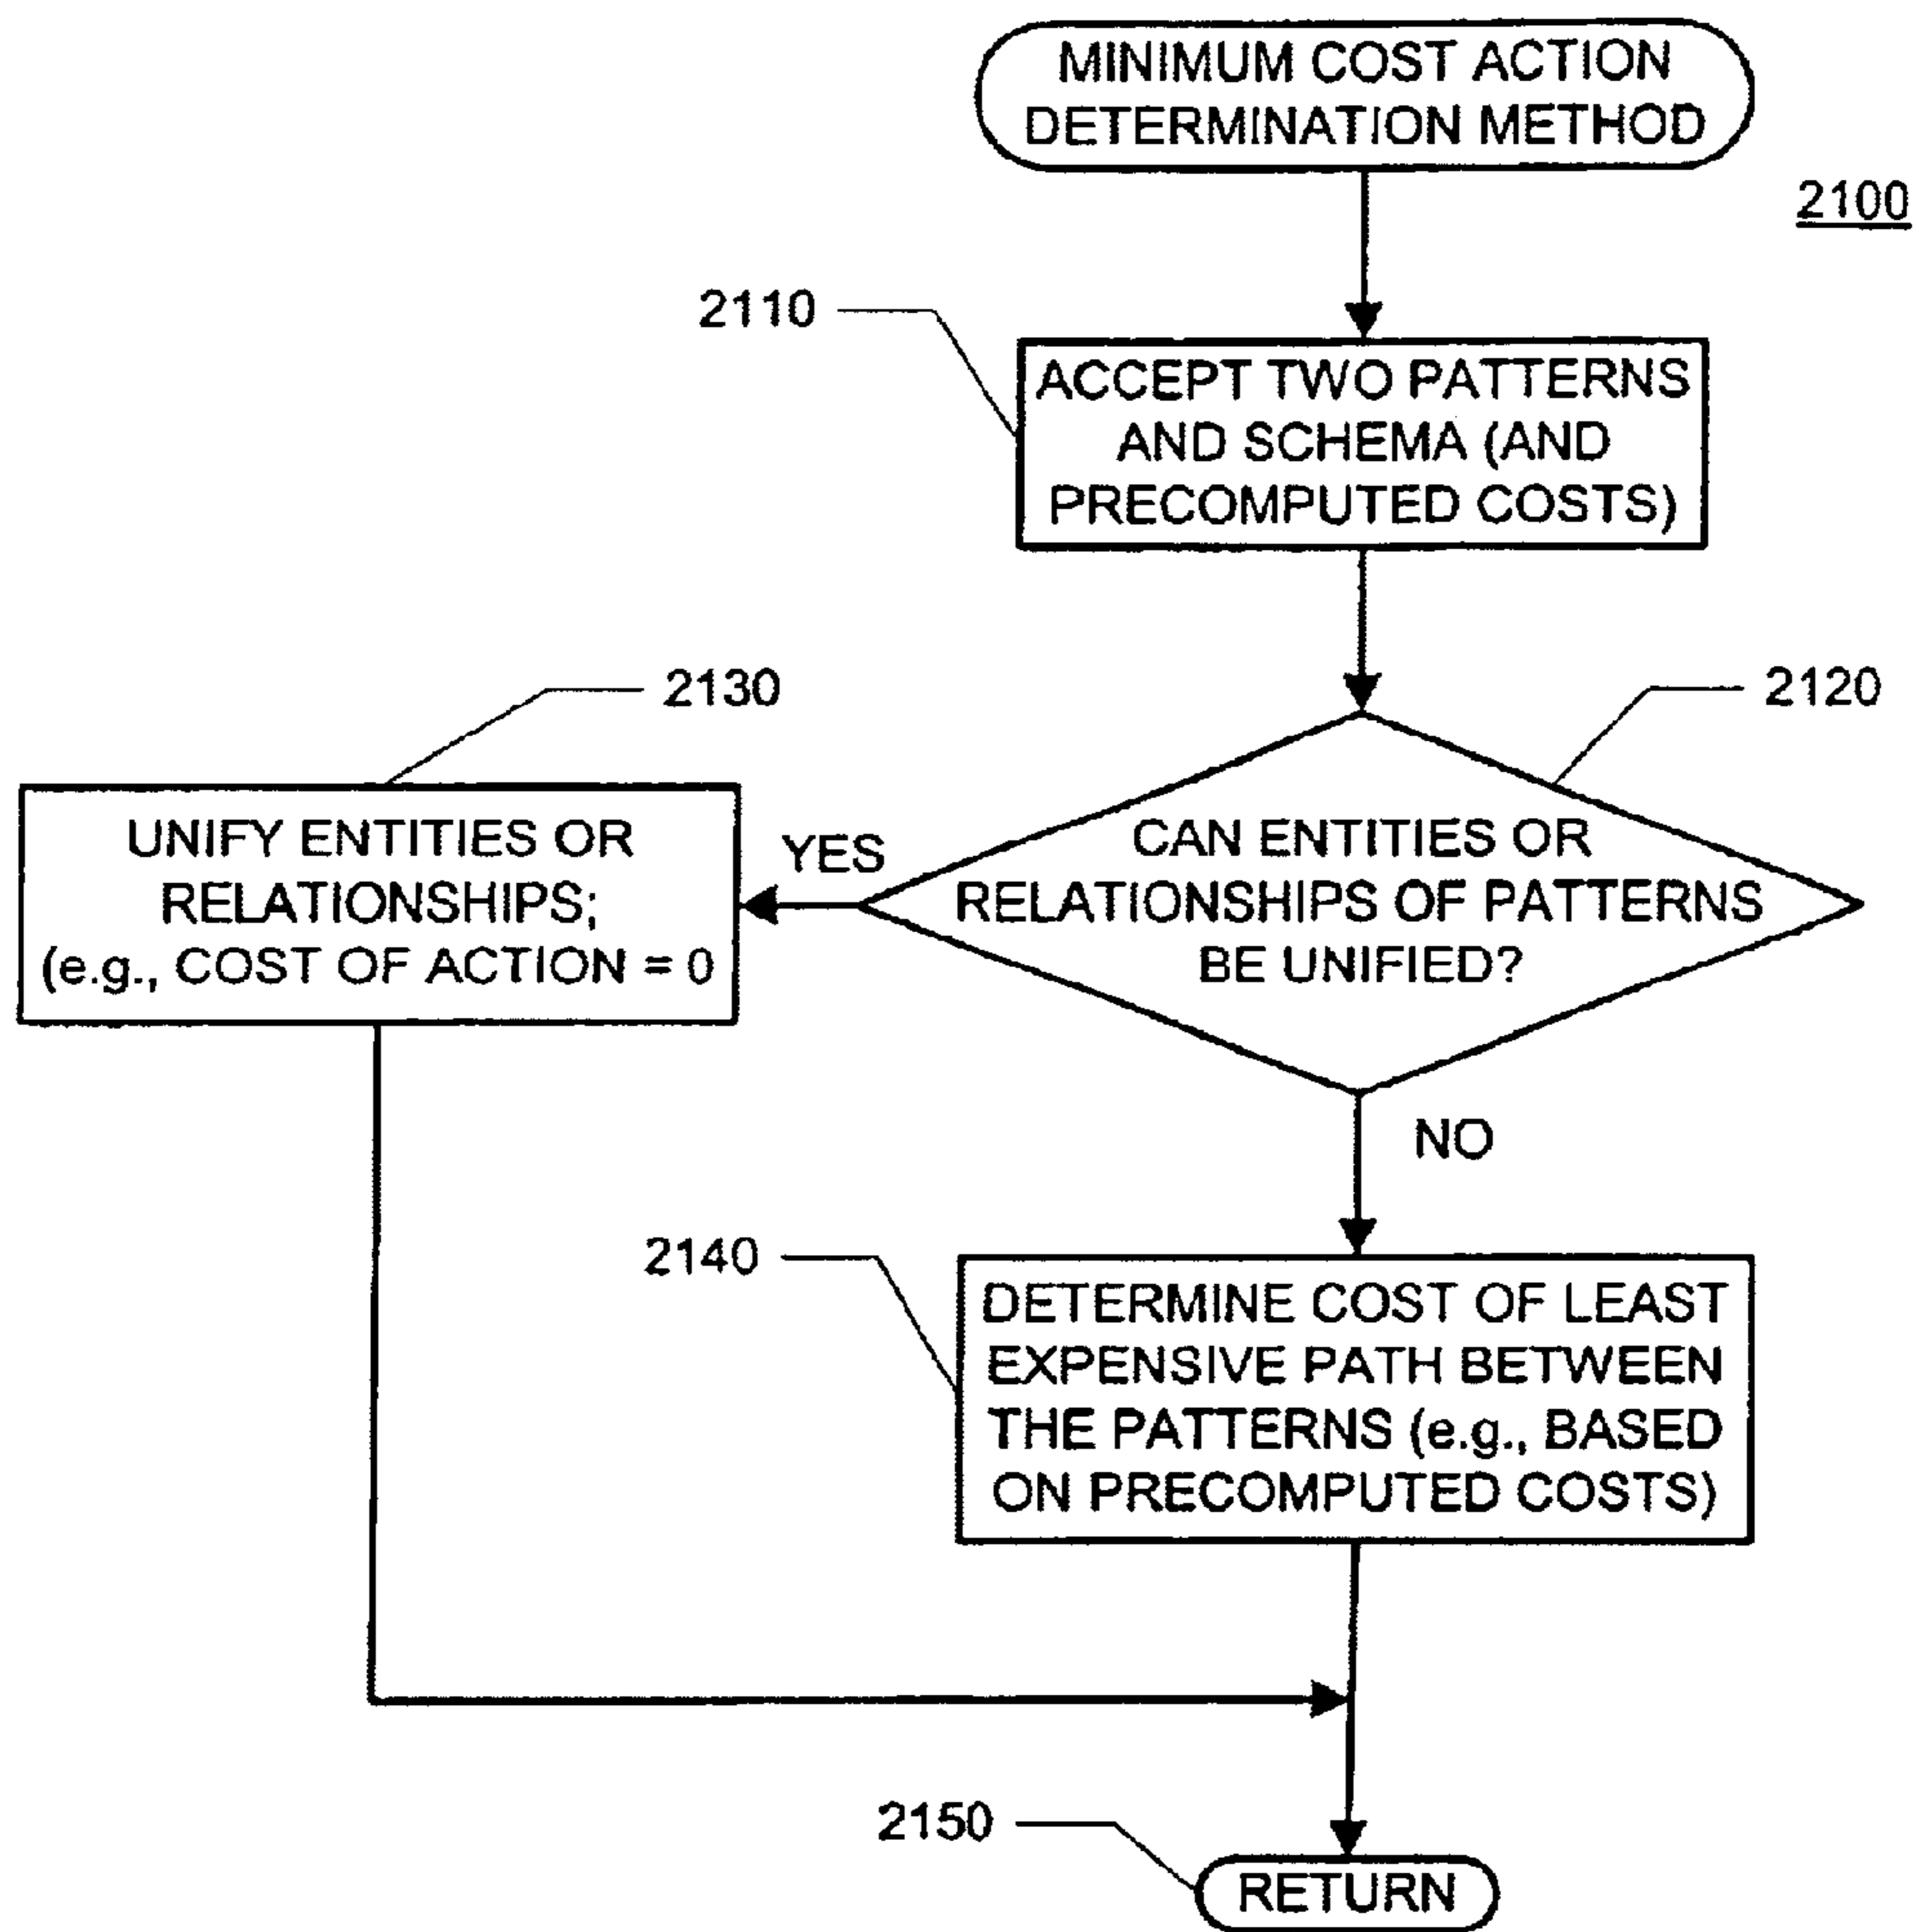 MINIMUM COST ACTION
DETERMINATION METHOD
2100
2110
ACCEPT TWO PATTERNS
AND SCHEMA (AND
PRECOMPUTED COSTS)
2130
2120
UNIFY ENTITIES OR
RELATIONSHIPS;
(e.g., COST OF ACTION = 0
YES
CAN ENTITIES OR
RELATIONSHIPS OF PATTERNS
BE UNIFIED?
NO
2140
DETERMINE COST OF LEAST
EXPENSIVE PATH BETWEEN
THE PATTERNS (e.g., BASED
ON PRECOMPUTED COSTS)
2150
RETURN